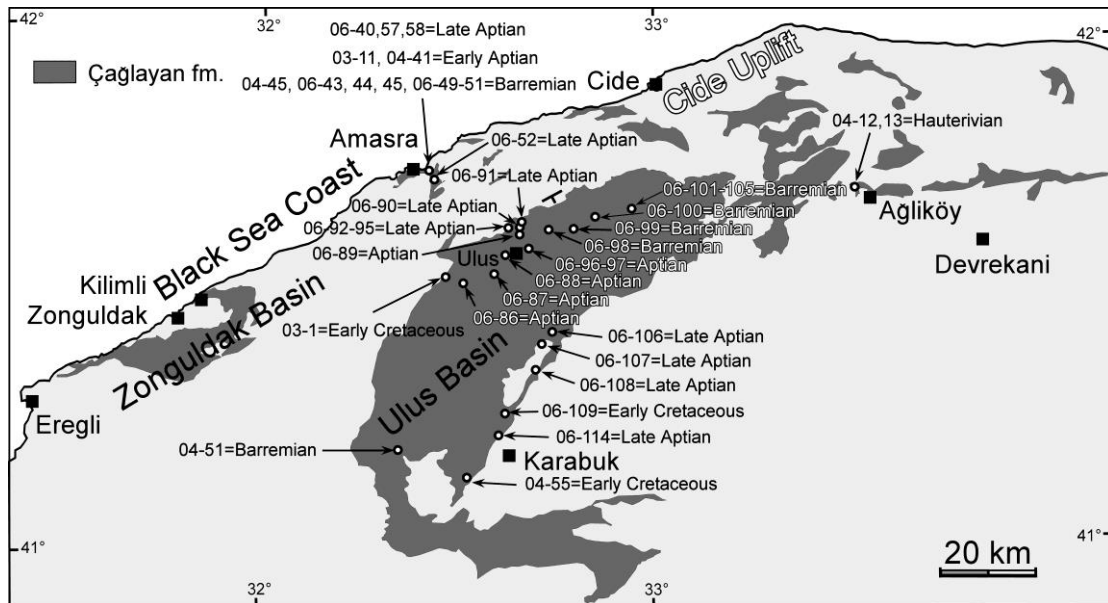 42°
32°
33°
42°
06-40,57,58=Late Aptian
03-11, 04-41=Early Aptian
04-45, 06-43, 44, 45, 06-49-51=Barremian
Çağlayan fm.
Cide
Cide Uplift
04-12,13=Hauterivian
Amasra
06-52=Late Aptian
06-91=Late Aptian
06-101-105=Barremian
06-90=Late Aptian
06-100=Barremian
Ağliköy
06-92-95=Late Aptian
06-99=Barremian
06-89=Aptian
06-98=Barremian
Devrekani
Ulus
06-96-97=Aptian
06-88=Aptian
06-87=Aptian
06-86=Aptian
Black Sea Coast
Kilimli
Zonguldak
Zonguldak Basin
03-1=Early Cretaceous
06-106=Late Aptian
06-107=Late Aptian
06-108=Late Aptian
Ulus Basin
Eregli
06-109=Early Cretaceous
06-114=Late Aptian
04-51=Barremian
Karabuk
04-55=Early Cretaceous
41°
41°
20 km
32°
33°